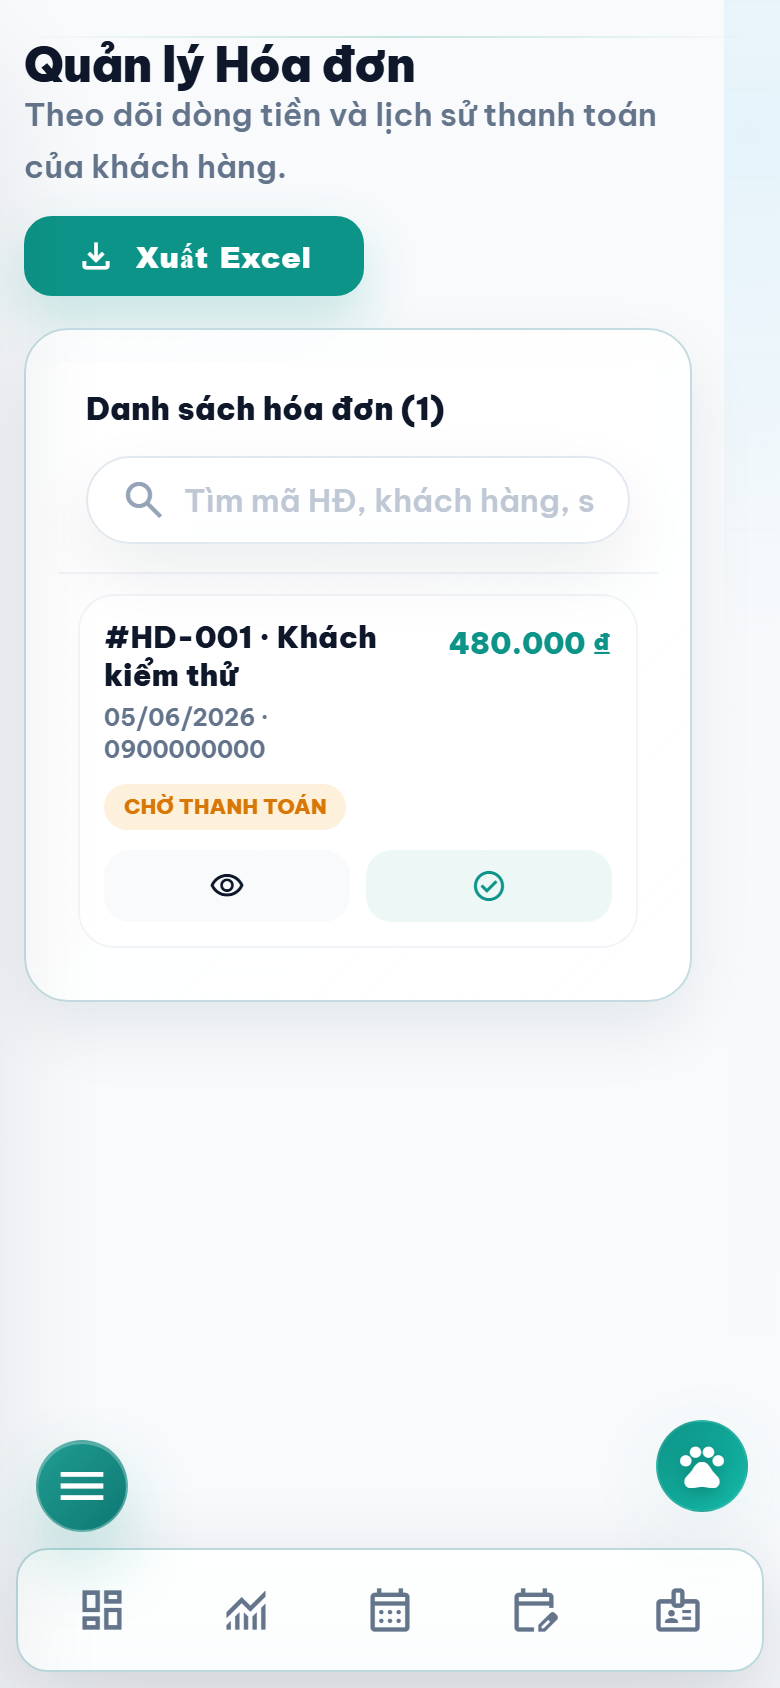 Quản lý Hóa đơn
Theo dõi dòng tiền và lịch sử thanh toán
của khách hàng.
Xuất Excel
Danh sách hóa đơn (1)
Tìm mã HĐ, khách hàng, s
#HD-001 · Khách
kiểm thử
480.000 ₫
05/06/2026 ·
0900000000
CHỜ THANH TOÁN